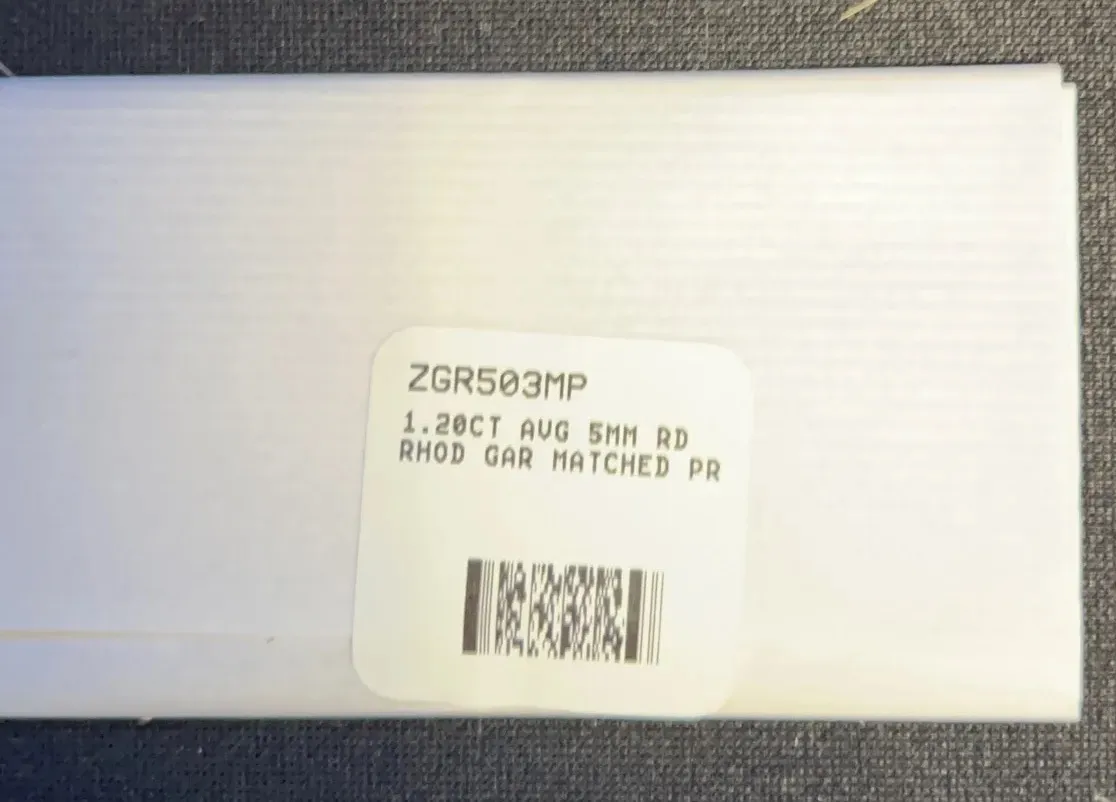 ZGR503MP
1.20CT AVG 5MM RD
RHOD GAR MATCHED PR